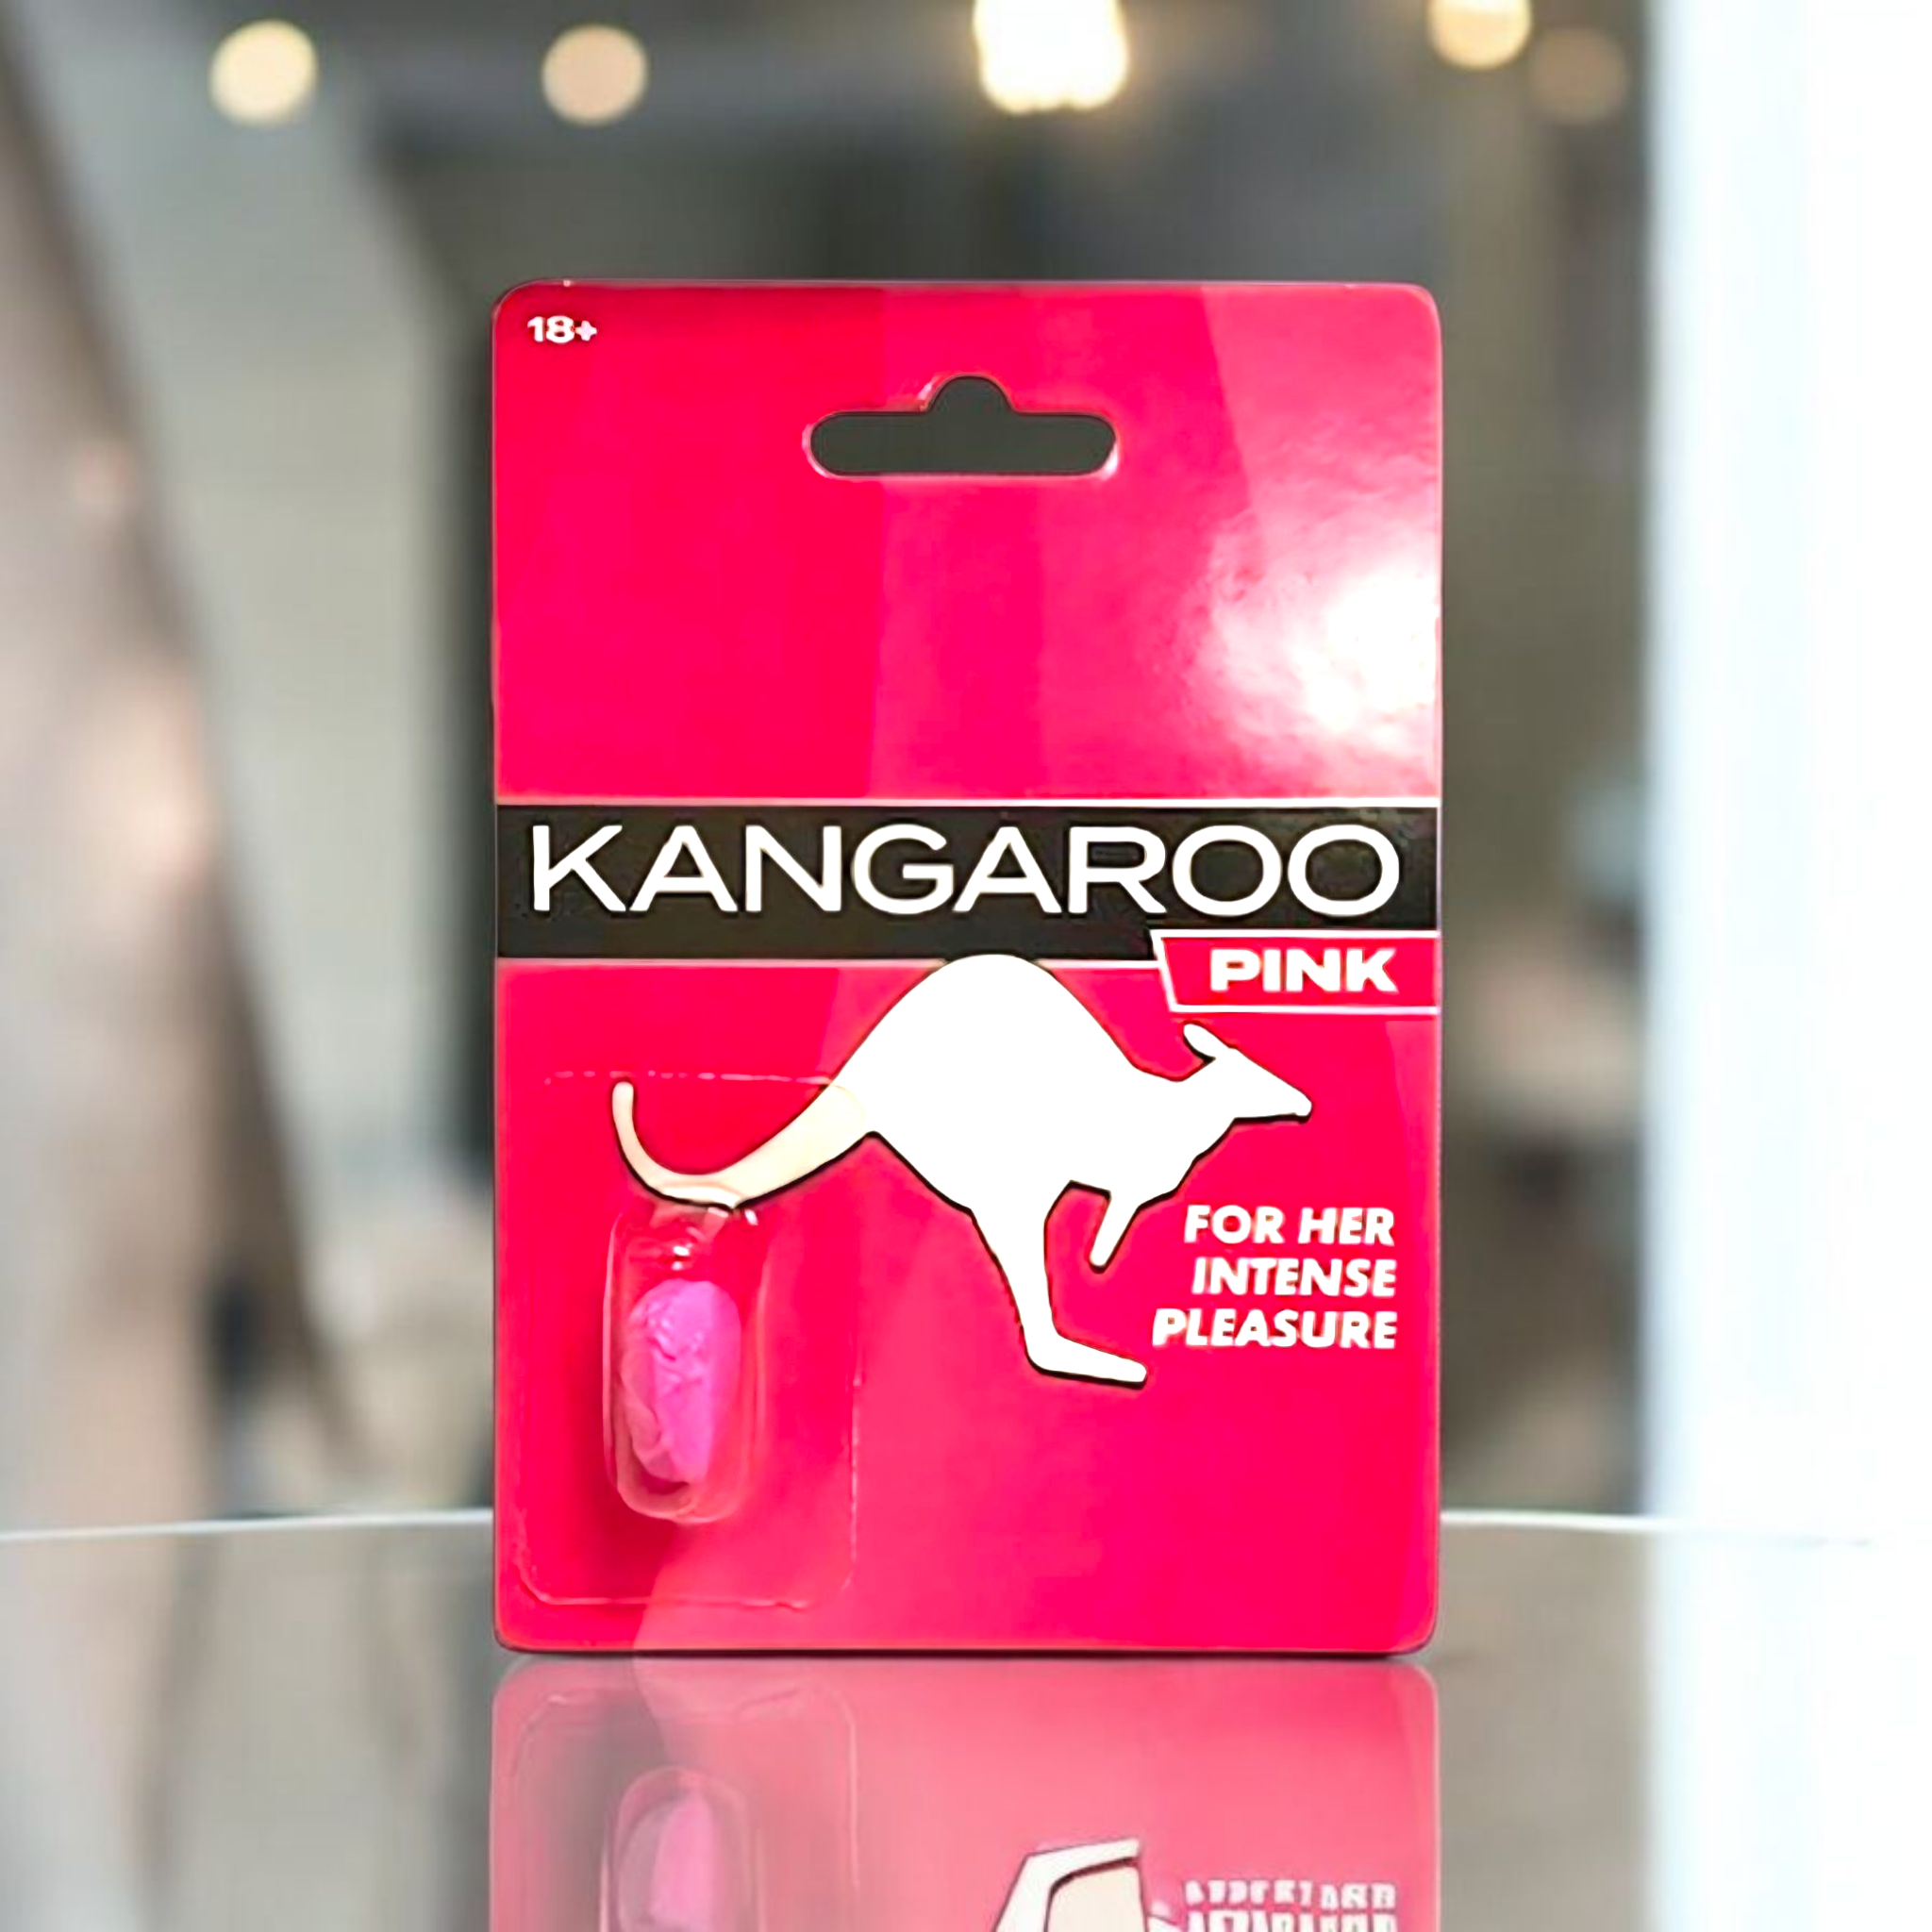 18+
KANGAROO
PINK
FOR HER
INTENSE
PLEASURE